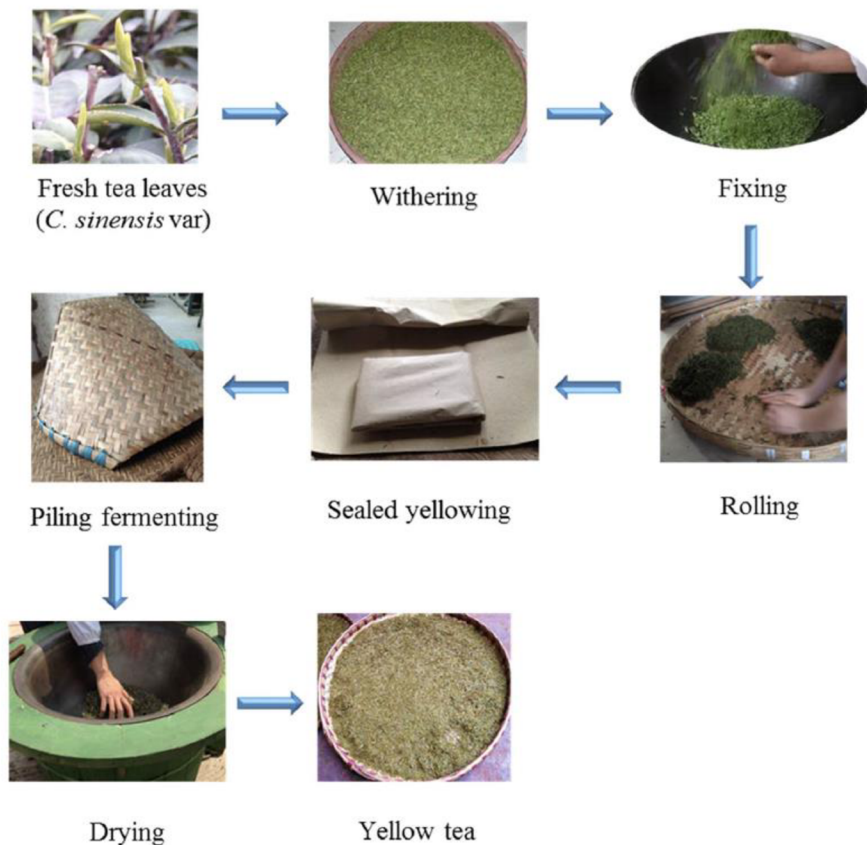 Fresh tea leaves
(C. sinensis var)
Withering
Fixing
Rolling
Sealed yellowing
Piling fermenting
Drying
Yellow tea